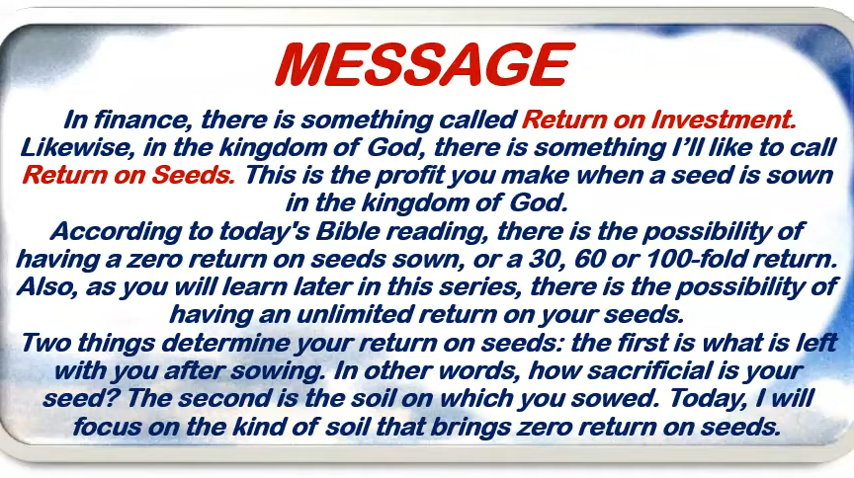 MESSAGE
In finance, there is something called Return on Investment.
Likewise, in the kingdom of God, there is something I’ll like to call
Return on Seeds. This is the profit you make when a seed is sown
in the kingdom of God.
According to today's Bible reading, there is the possibility of
having a zero return on seeds sown, or a 30, 60 or 100-fold return.
Also, as you will learn later in this series, there is the possibility of
having an unlimited return on your seeds.
Two things determine your return on seeds: the first is what is left
with you after sowing. In other words, how sacrificial is your
seed? The second is the soil on which you sowed. Today, I will
focus on the kind of soil that brings zero return on seeds.